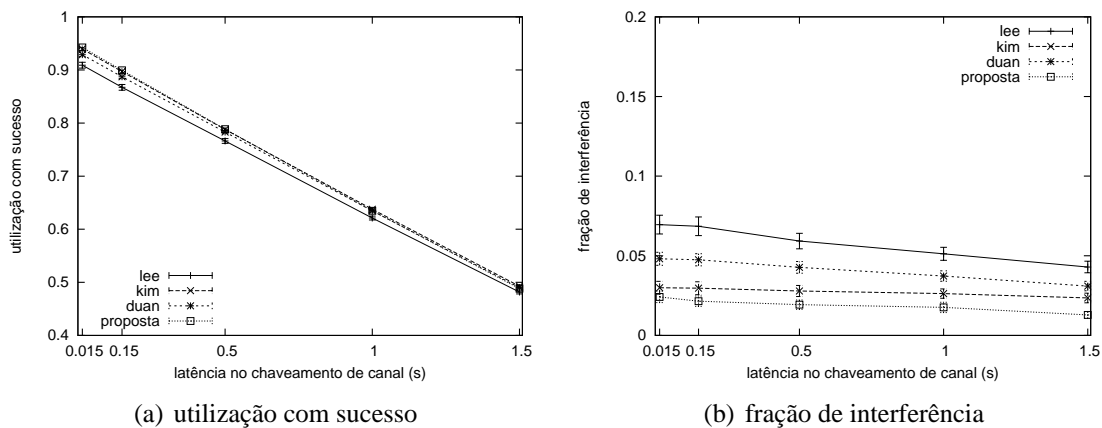 1
0.9
0.8
0.7
0.6
0.5
0.4
utilização com sucesso
lee
kim
duan
proposta
0.015 0.15 0.5 1 1.5
latência no chaveamento de canal (s)
(a) utilização com sucesso
0.2
0.15
0.1
0.05
0
fração de interferência
lee
kim
duan
proposta
0.015 0.15 0.5 1 1.5
latência no chaveamento de canal (s)
(b) fração de interferência